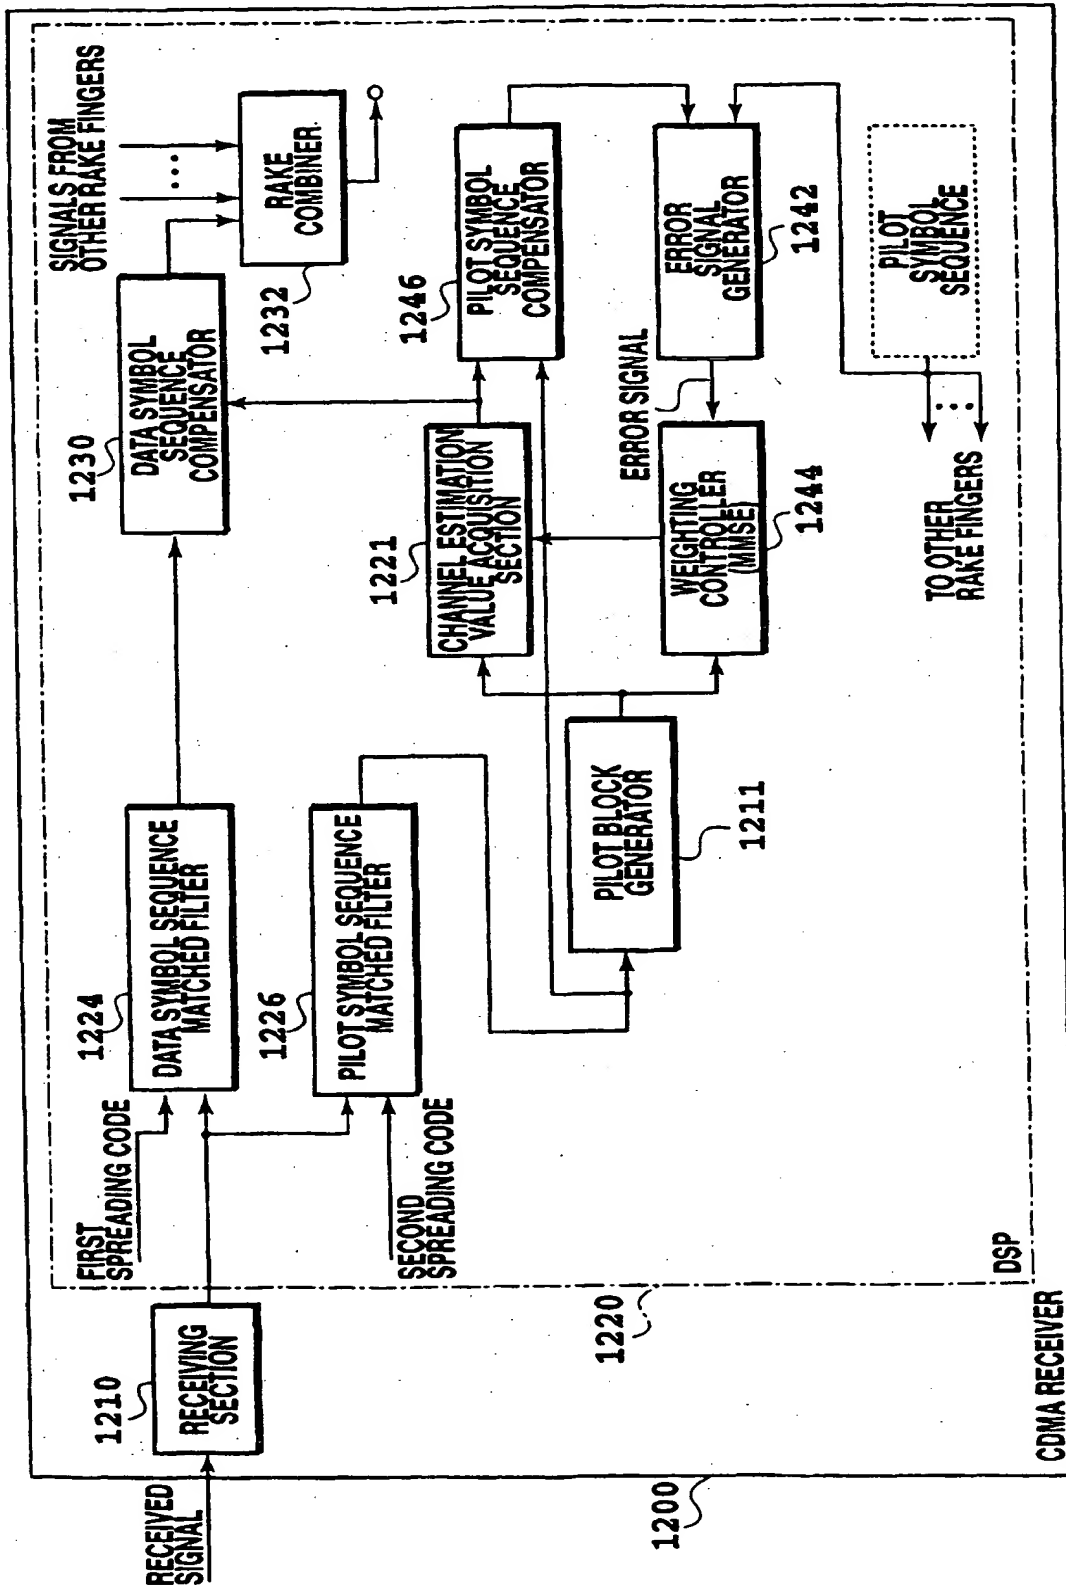 RECEIVED
SIGNAL
1200
CDMA RECEIVER
1210
RECEIVING
SECTION
1220
DSP
FIRST
SPREADING CODE
SECOND
SPREADING CODE
1224
DATA SYMBOL SEQUENCE
MATCHED FILTER
1226
PILOT SYMBOL SEQUENCE
MATCHED FILTER
PILOT BLOCK
GENERATOR
1211
1230
DATA SYMBOL
SEQUENCE
COMPENSATOR
1221
CHANNEL ESTIMATION
VALUE ACQUISITION
SECTION
WEIGHTING
CONTROLLER
(MMSE)
1244
ERROR SIGNAL
SIGNALS FROM
OTHER RAKE FINGERS
RAKE
COMBINER
1232
1246
PILOT SYMBOL
SEQUENCE
COMPENSATOR
ERROR
SIGNAL
GENERATOR
1242
PILOT
SYMBOL
SEQUENCE
TO OTHER
RAKE FINGERS